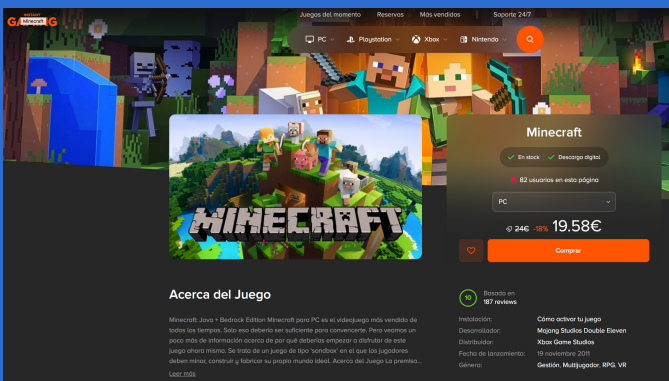 INSTANT
GAMING
Minecraft
Juegos del momento Reservas Más vendidos Soporte 24/7
PC Playstation Xbox Nintendo
MINECRAFT
Minecraft
En stock Descarga digital
82 usuarios en esta página
PC
24€ -18% 19.58€
Comprar
Acerca del Juego
Minecraft: Java + Bedrock Edition Minecraft para PC es el videojuego más vendido de
todos los tiempos. Solo eso debería ser suficiente para convencerte. Pero veamos un
poco más de información acerca de por qué deberías empezar a disfrutar de este
juego ahora mismo. Se trata de un juego de tipo 'sandbox' en el que los jugadores
deben minar, construir y fabricar su propio mundo ideal. Acerca del Juego La premisa...
Leer más
10
Basada en
187 reviews
Instalación: Cómo activar tu juego
Desarrollador: Mojang Studios Double Eleven
Distribuidor: Xbox Game Studios
Fecha de lanzamiento: 19 noviembre 2011
Género: Gestión, Multijugador, RPG, VR